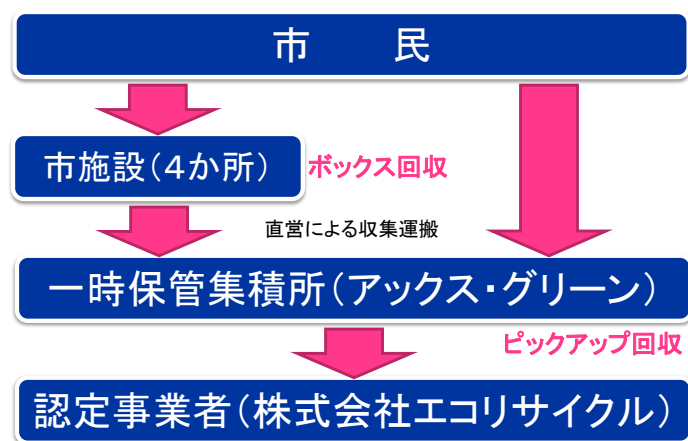 市　　民
市施設(4か所)
ボックス回収
直営による収集運搬
一時保管集積所(アックス・グリーン)
ピックアップ回収
認定事業者(株式会社エコリサイクル)